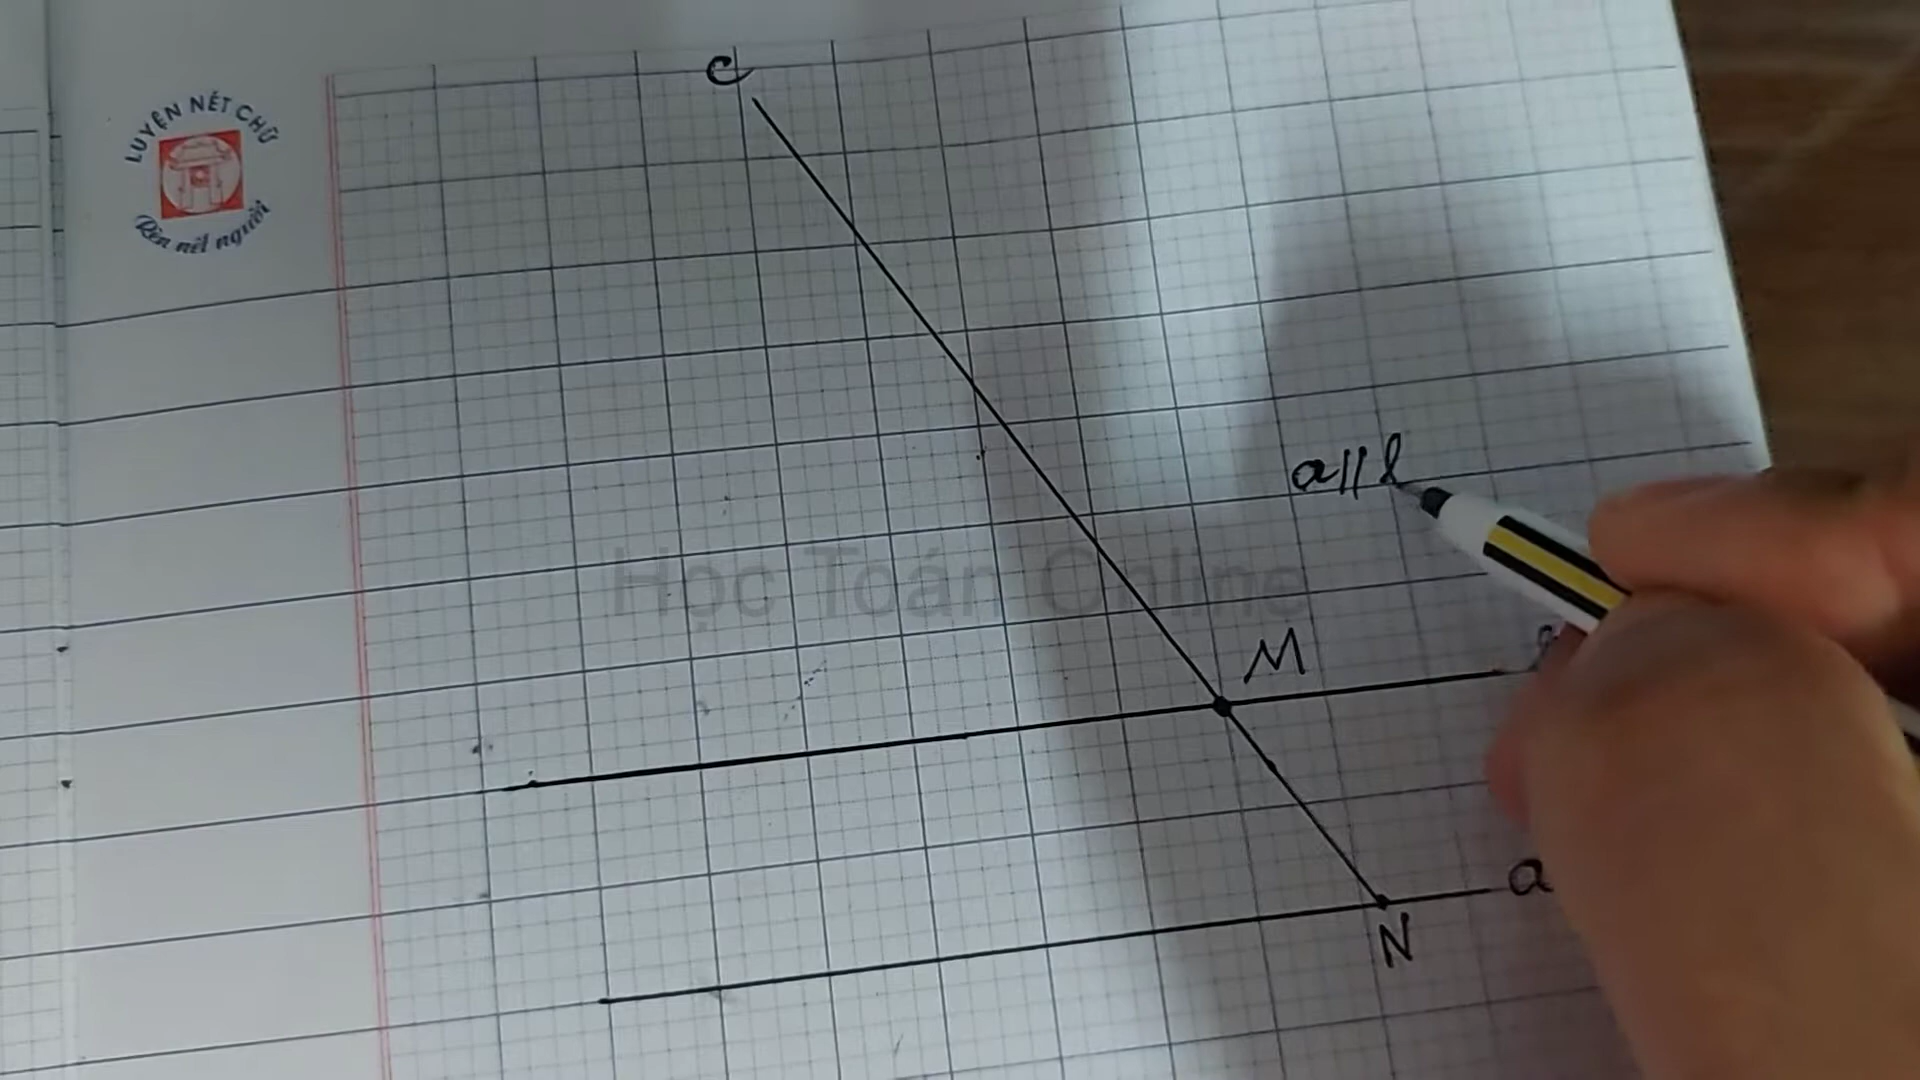 LUYỆN NÉT CHỮ
Rèn nết người
C
a // b
Học Toán Online
M
a
N